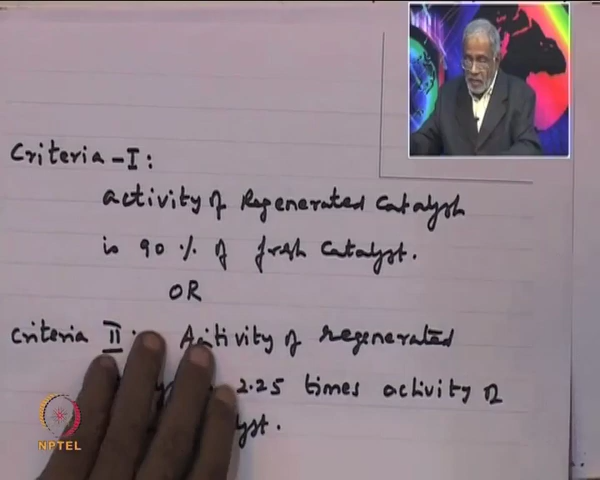 Criteria - I:
activity of Regenerated Catalyst
is 90 % of fresh Catalyst.
OR
Criteria II: Acitivity of regenerated
2.25 times activity of
NPTEL